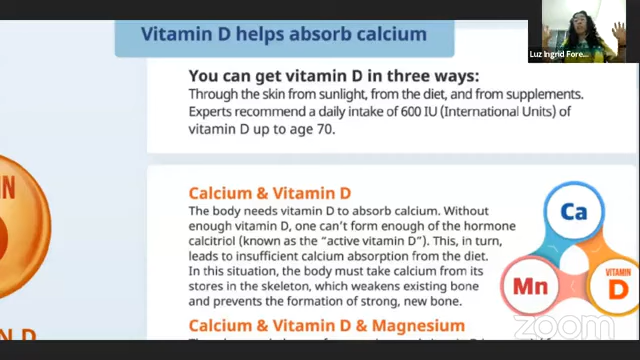 Vitamin D helps absorb calcium
Luz Ingrid Fore...
You can get vitamin D in three ways:
Through the skin from sunlight, from the diet, and from supplements.
Experts recommend a daily intake of 600 IU (International Units) of
vitamin D up to age 70.
Calcium & Vitamin D
The body needs vitamin D to absorb calcium. Without
enough vitamin D, one can't form enough of the hormone
calcitriol (known as the “active vitamin D”). This, in turn,
leads to insufficient calcium absorption from the diet.
In this situation, the body must take calcium from its
stores in the skeleton, which weakens existing bone
and prevents the formation of strong, new bone.
Ca
Mn
VITAMIN
D
Calcium & Vitamin D & Magnesium
zoom